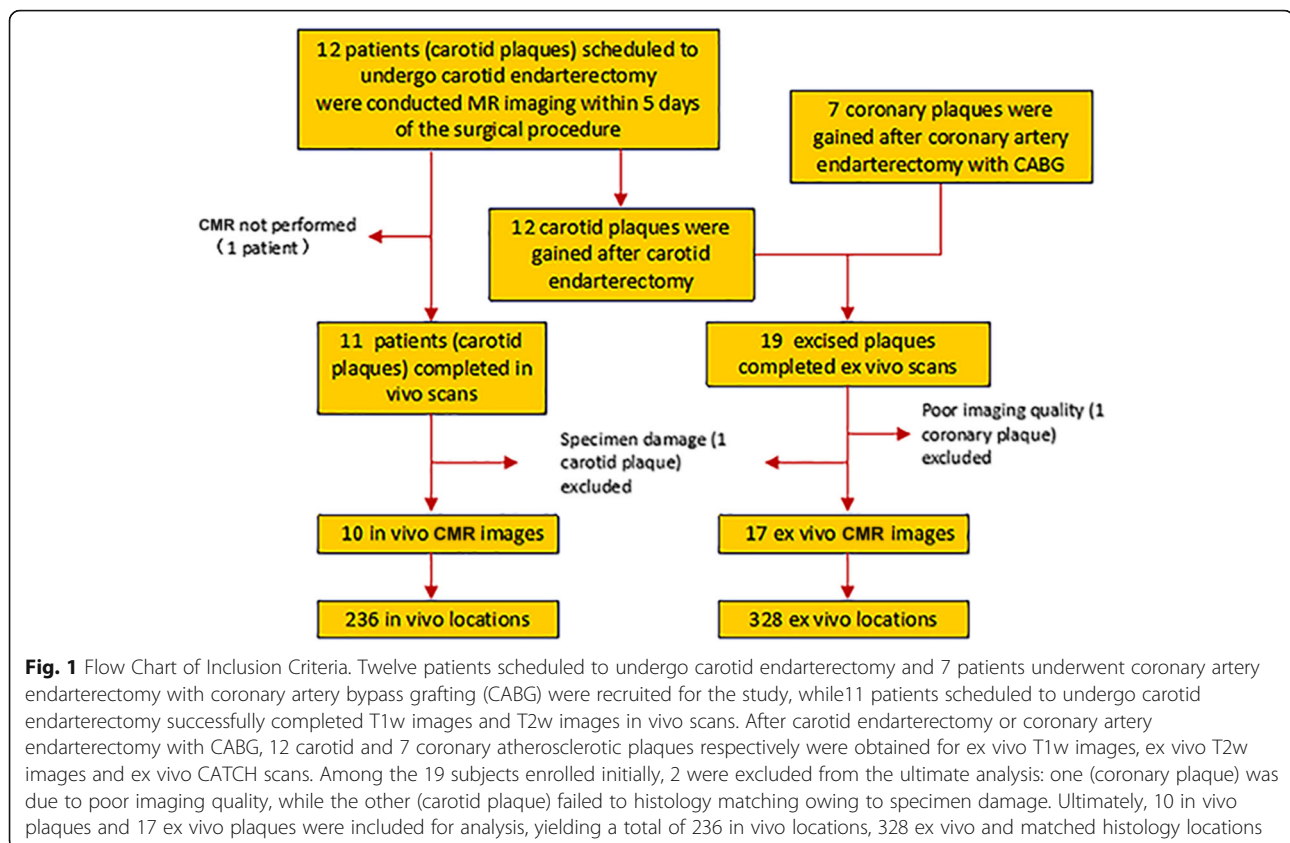 12 patients (carotid plaques) scheduled to
undergo carotid endarterectomy
were conducted MR imaging within 5 days
of the surgical procedure
7 coronary plaques were
gained after coronary artery
endarterectomy with CABG
CMR not performed
（1 patient）
12 carotid plaques were
gained after carotid
endarterectomy
11 patients (carotid
plaques) completed in
vivo scans
19 excised plaques
completed ex vivo scans
Poor imaging quality (1
coronary plaque)
excluded
Specimen damage (1
carotid plaque)
excluded
10 in vivo CMR images
17 ex vivo CMR images
236 in vivo locations
328 ex vivo locations
Fig. 1 Flow Chart of Inclusion Criteria. Twelve patients scheduled to undergo carotid endarterectomy and 7 patients underwent coronary artery
endarterectomy with coronary artery bypass grafting (CABG) were recruited for the study, while11 patients scheduled to undergo carotid
endarterectomy successfully completed T1w images and T2w images in vivo scans. After carotid endarterectomy or coronary artery
endarterectomy with CABG, 12 carotid and 7 coronary atherosclerotic plaques respectively were obtained for ex vivo T1w images, ex vivo T2w
images and ex vivo CATCH scans. Among the 19 subjects enrolled initially, 2 were excluded from the ultimate analysis: one (coronary plaque) was
due to poor imaging quality, while the other (carotid plaque) failed to histology matching owing to specimen damage. Ultimately, 10 in vivo
plaques and 17 ex vivo plaques were included for analysis, yielding a total of 236 in vivo locations, 328 ex vivo and matched histology locations